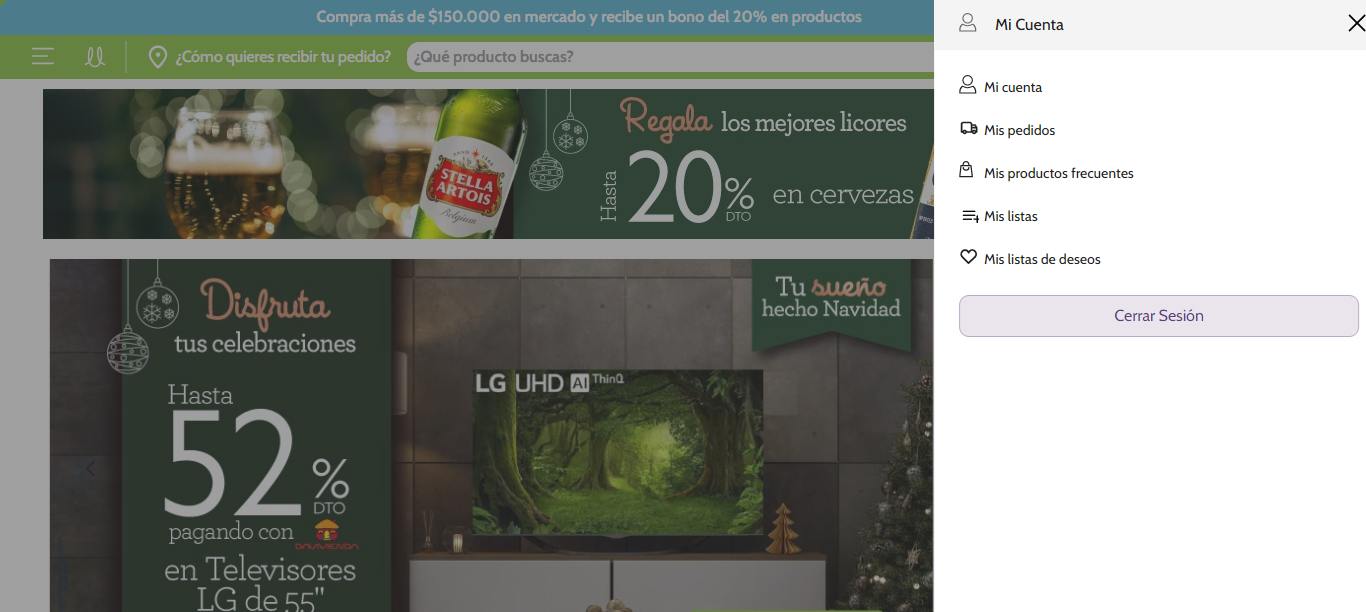 Compra más de $150.000 en mercado y recibe un bono del 20% en productos
Mi Cuenta
¿Cómo quieres recibir tu pedido?
¿Qué producto buscas?
Mi cuenta
Mis pedidos
Mis productos frecuentes
Mis listas
Mis listas de deseos
Cerrar Sesión
STELLA
ARTOIS
Belgium
Regala los mejores licores
Hasta
20%
DTO
en cervezas
Disfruta
tus celebraciones
Hasta
52%
DTO
pagando con
DAVIVIENDA
en Televisores
LG de 55"
Tu sueño
hecho Navidad
LG UHD AI ThinQ